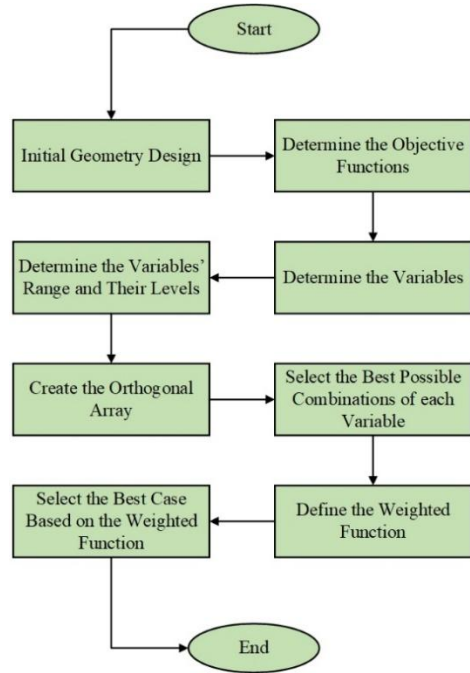 Start
Initial Geometry Design
Determine the Objective
Functions
Determine the Variables
Determine the Variables’
Range and Their Levels
Create the Orthogonal
Array
Select the Best Possible
Combinations of each
Variable
Define the Weighted
Function
Select the Best Case
Based on the Weighted
Function
End